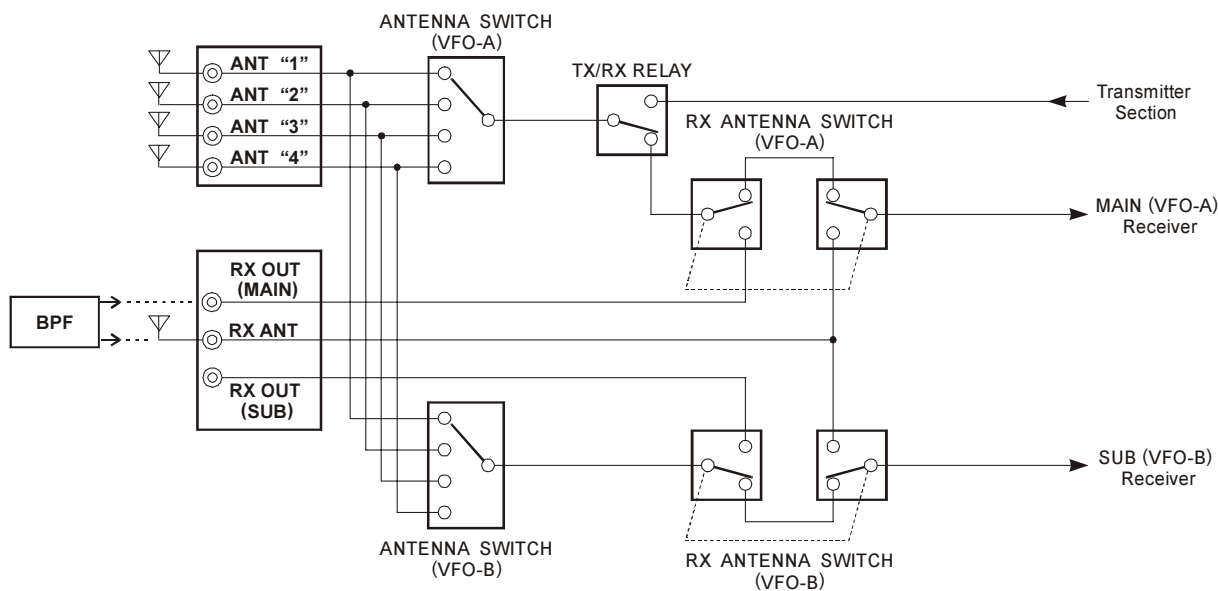 ANTENNA SWITCH
(VFO-A)
ANT “1”
ANT “2”
ANT “3”
ANT “4”
TX/RX RELAY
Transmitter
Section
RX ANTENNA SWITCH
(VFO-A)
MAIN (VFO-A)
Receiver
RX OUT
(MAIN)
BPF
RX ANT
RX OUT
(SUB)
SUB (VFO-B)
Receiver
ANTENNA SWITCH
(VFO-B)
RX ANTENNA SWITCH
(VFO-B)